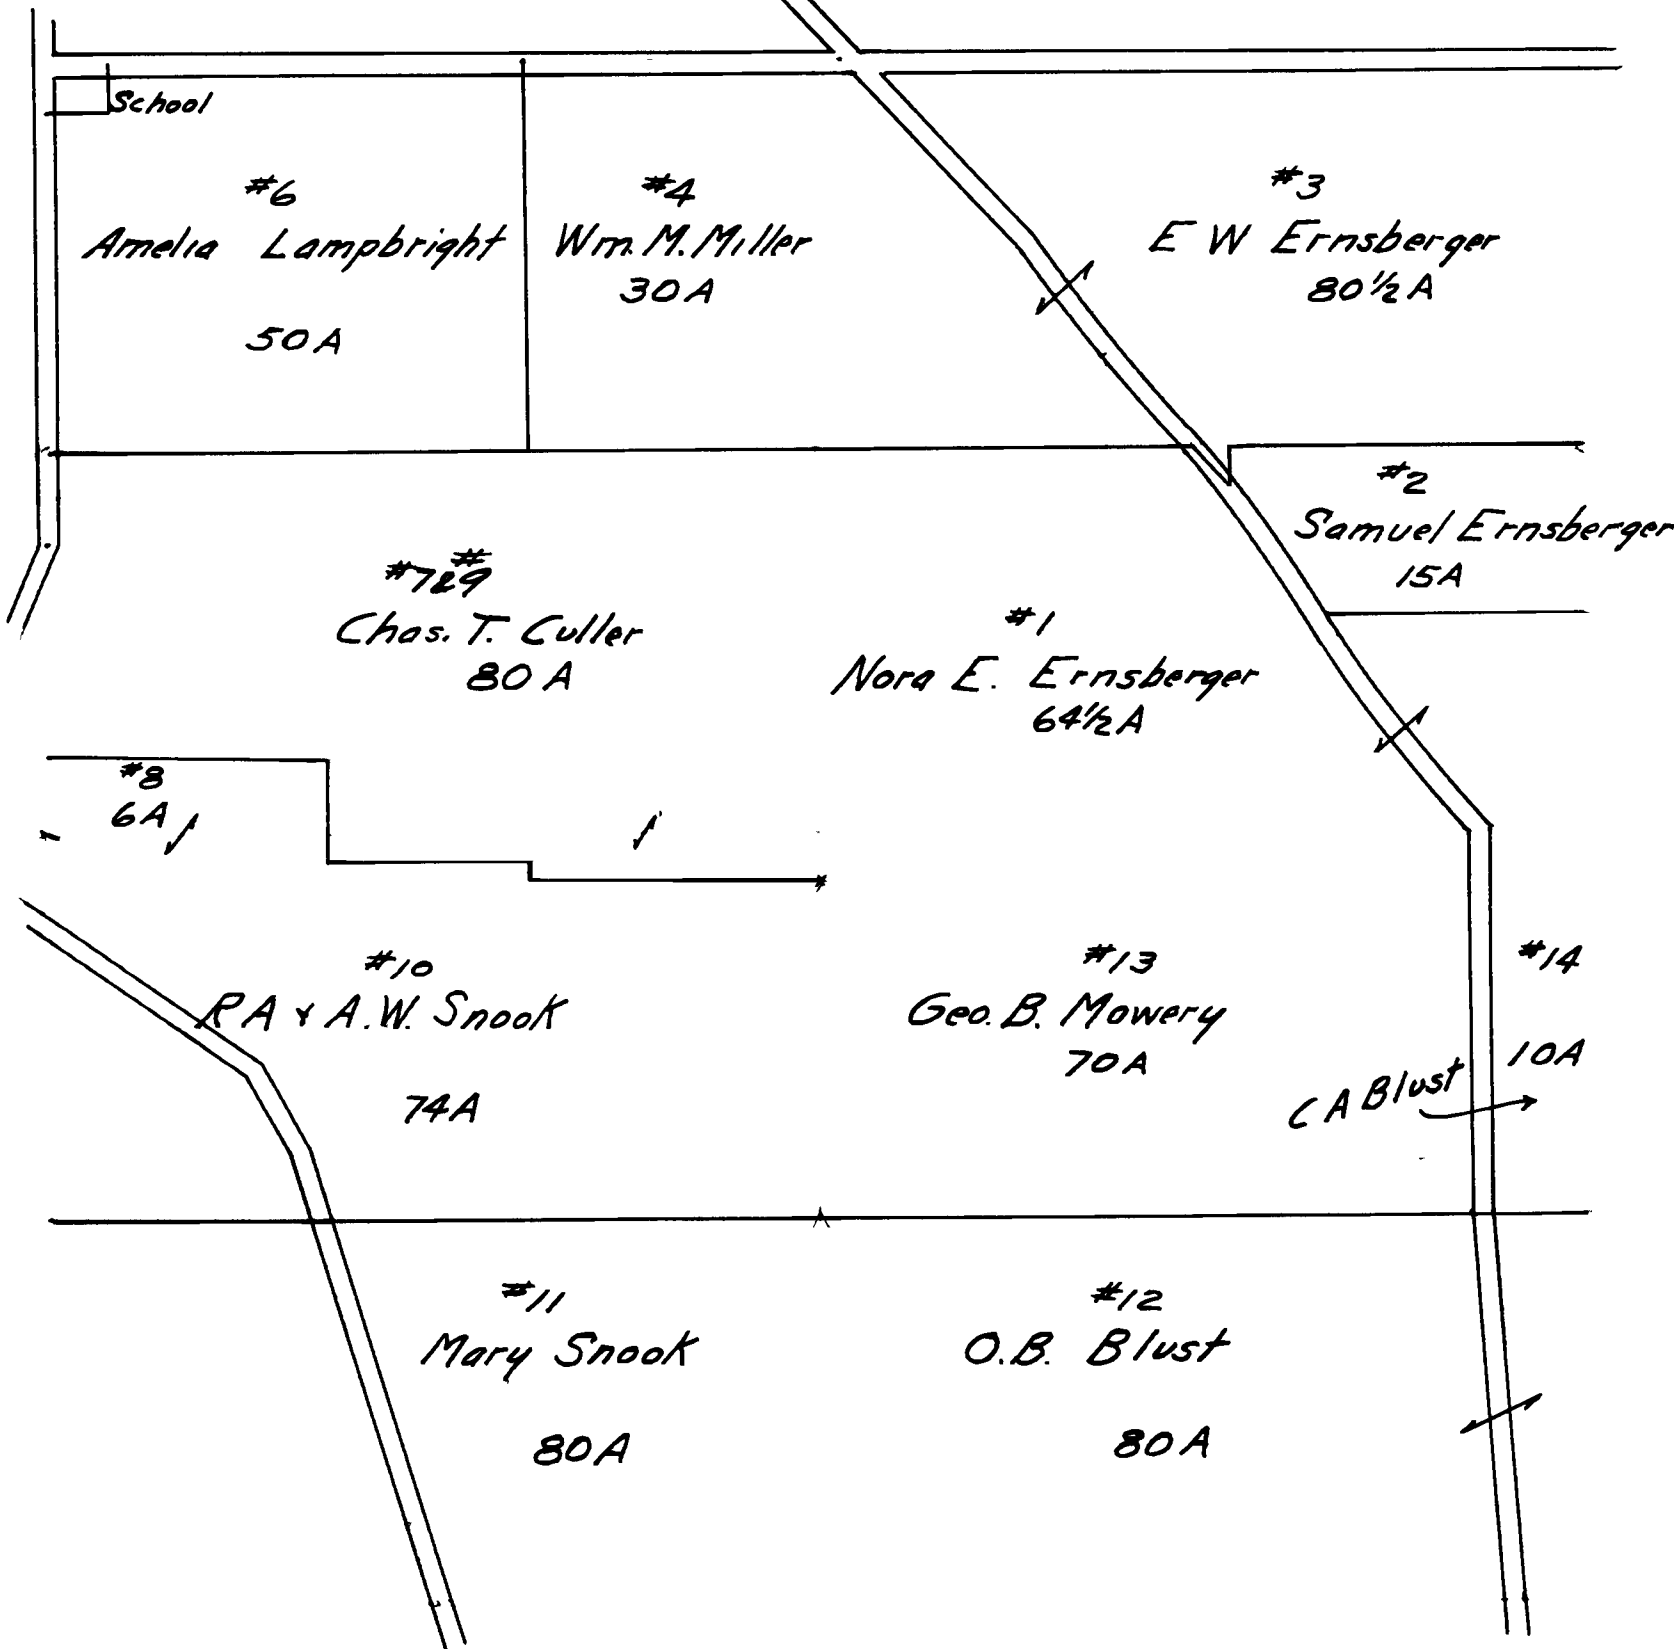 School
#6
Amelia Lampbright
50A
#4
Wm. M. Miller
30A
#3
E W Ernsberger
80½A
#2
Samuel Ernsberger
15A
#7&#9
Chas. T. Culler
80 A
#1
Nora E. Ernsberger
64½A
#8
6A
#10
RA & A.W. Snook
74A
#13
Geo. B. Mowery
70A
#14
10A
C A Blust
#11
Mary Snook
80A
#12
O.B. Blust
80A